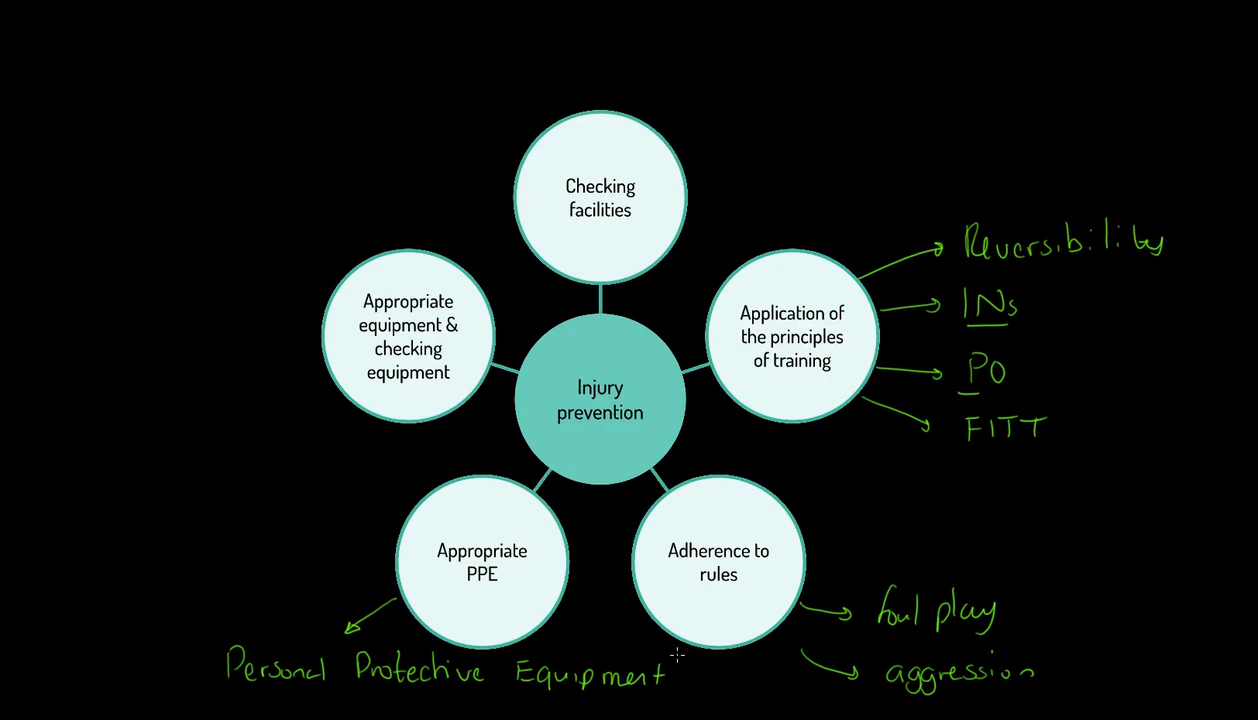 Checking
facilities
Appropriate
equipment &
checking
equipment
Injury
prevention
Application of
the principles
of training
Reversibility
INs
PO
FITT
Appropriate
PPE
Adherence to
rules
foul play
aggression
Personal Protective Equipment